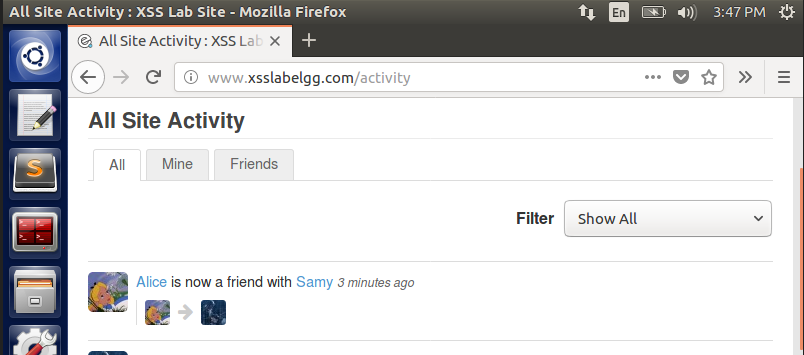 All Site Activity : XSS Lab Site - Mozilla Firefox
En
3:47 PM
All Site Activity : XSS Lab
www.xsslabelgg.com/activity
All Site Activity
All
Mine
Friends
Filter
Show All
Alice is now a friend with Samy 3 minutes ago